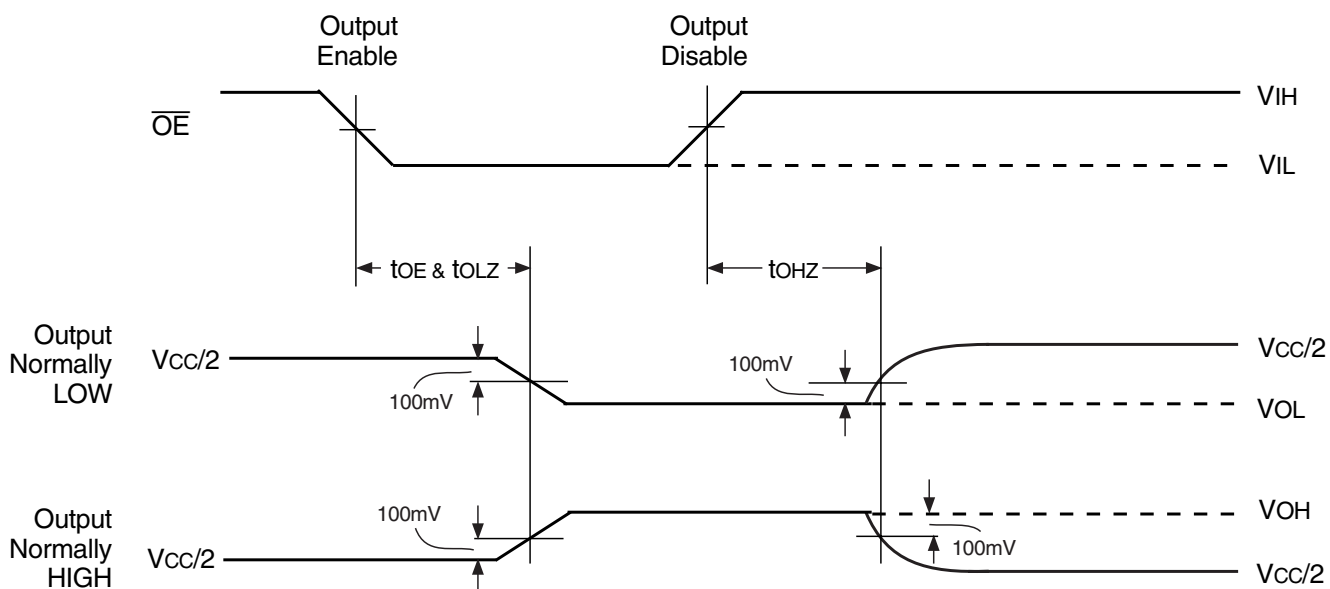 Output
Enable
Output
Disable
OE
VIH
VIL
tOE & tOLZ
tOHZ
Output
Normally
LOW
VCC/2
100mV
100mV
VCC/2
VOL
Output
Normally
HIGH
100mV
VCC/2
VOH
100mV
VCC/2